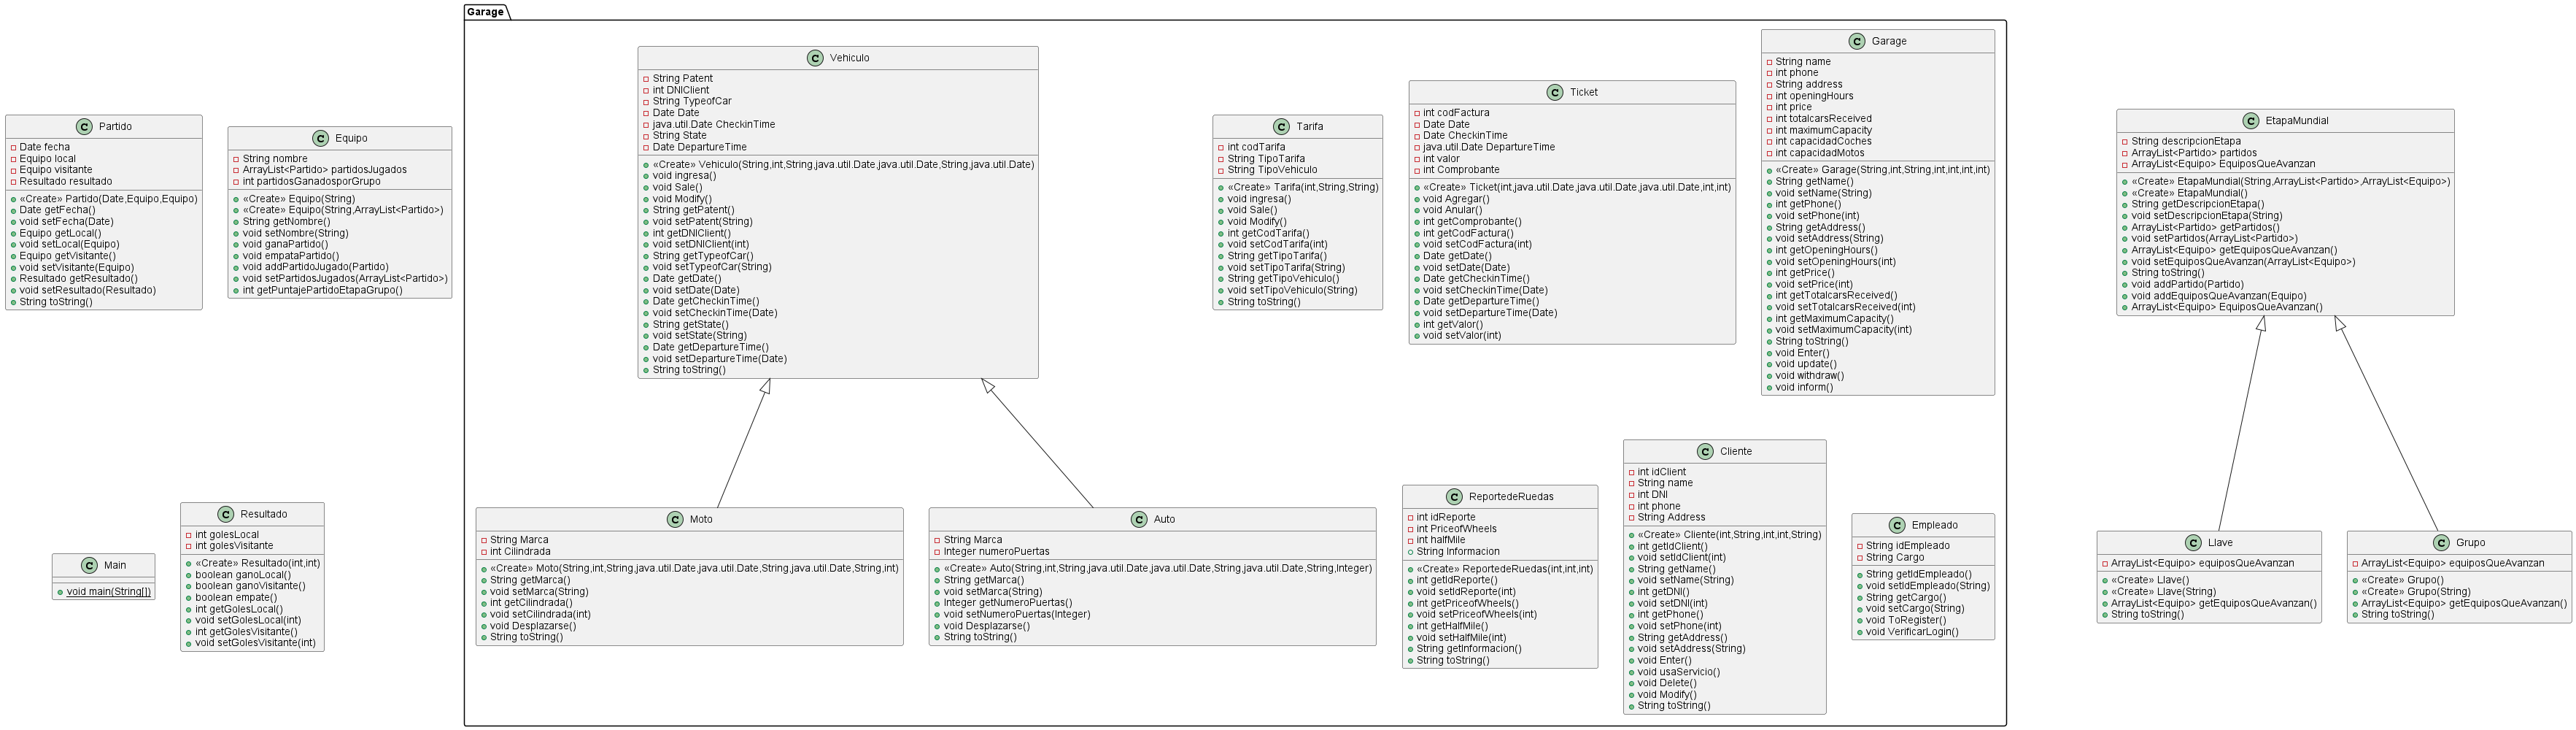 Garage
C Partido
Date fecha
Equipo local
Equipo visitante
Resultado resultado
«Create» Partido(Date,Equipo,Equipo)
Date getFecha()
void setFecha(Date)
Equipo getLocal()
void setLocal(Equipo)
Equipo getVisitante()
void setVisitante(Equipo)
Resultado getResultado()
void setResultado(Resultado)
String toString()
C Equipo
String nombre
ArrayList<Partido> partidosJugados
int partidosGanadosporGrupo
«Create» Equipo(String)
«Create» Equipo(String,ArrayList<Partido>)
String getNombre()
void setNombre(String)
void ganaPartido()
void empataPartido()
void addPartidoJugado(Partido)
void setPartidosJugados(ArrayList<Partido>)
int getPuntajePartidoEtapaGrupo()
C Vehiculo
String Patent
int DNIClient
String TypeofCar
Date Date
java.util.Date CheckinTime
String State
Date DepartureTime
«Create» Vehiculo(String,int,String,java.util.Date,java.util.Date,String,java.util.Date)
void ingresa()
void Sale()
void Modify()
String getPatent()
void setPatent(String)
int getDNIClient()
void setDNIClient(int)
String getTypeofCar()
void setTypeofCar(String)
Date getDate()
void setDate(Date)
Date getCheckinTime()
void setCheckinTime(Date)
String getState()
void setState(String)
Date getDepartureTime()
void setDepartureTime(Date)
String toString()
C Tarifa
int codTarifa
String TipoTarifa
String TipoVehiculo
«Create» Tarifa(int,String,String)
void ingresa()
void Sale()
void Modify()
int getCodTarifa()
void setCodTarifa(int)
String getTipoTarifa()
void setTipoTarifa(String)
String getTipoVehiculo()
void setTipoVehiculo(String)
String toString()
C Ticket
int codFactura
Date Date
Date CheckinTime
java.util.Date DepartureTime
int valor
int Comprobante
«Create» Ticket(int,java.util.Date,java.util.Date,java.util.Date,int,int)
void Agregar()
void Anular()
int getComprobante()
int getCodFactura()
void setCodFactura(int)
Date getDate()
void setDate(Date)
Date getCheckinTime()
void setCheckinTime(Date)
Date getDepartureTime()
void setDepartureTime(Date)
int getValor()
void setValor(int)
C Garage
String name
int phone
String address
int openingHours
int price
int totalcarsReceived
int maximumCapacity
int capacidadCoches
int capacidadMotos
«Create» Garage(String,int,String,int,int,int,int)
String getName()
void setName(String)
int getPhone()
void setPhone(int)
String getAddress()
void setAddress(String)
int getOpeningHours()
void setOpeningHours(int)
int getPrice()
void setPrice(int)
int getTotalcarsReceived()
void setTotalcarsReceived(int)
int getMaximumCapacity()
void setMaximumCapacity(int)
String toString()
void Enter()
void update()
void withdraw()
void inform()
C EtapaMundial
String descripcionEtapa
ArrayList<Partido> partidos
ArrayList<Equipo> EquiposQueAvanzan
«Create» EtapaMundial(String,ArrayList<Partido>,ArrayList<Equipo>)
«Create» EtapaMundial()
String getDescripcionEtapa()
void setDescripcionEtapa(String)
ArrayList<Partido> getPartidos()
void setPartidos(ArrayList<Partido>)
ArrayList<Equipo> getEquiposQueAvanzan()
void setEquiposQueAvanzan(ArrayList<Equipo>)
String toString()
void addPartido(Partido)
void addEquiposQueAvanzan(Equipo)
ArrayList<Equipo> EquiposQueAvanzan()
C Main
void main(String[])
C Resultado
int golesLocal
int golesVisitante
«Create» Resultado(int,int)
boolean ganoLocal()
boolean ganoVisitante()
boolean empate()
int getGolesLocal()
void setGolesLocal(int)
int getGolesVisitante()
void setGolesVisitante(int)
C Moto
String Marca
int Cilindrada
«Create» Moto(String,int,String,java.util.Date,java.util.Date,String,java.util.Date,String,int)
String getMarca()
void setMarca(String)
int getCilindrada()
void setCilindrada(int)
void Desplazarse()
String toString()
C Auto
String Marca
Integer numeroPuertas
«Create» Auto(String,int,String,java.util.Date,java.util.Date,String,java.util.Date,String,Integer)
String getMarca()
void setMarca(String)
Integer getNumeroPuertas()
void setNumeroPuertas(Integer)
void Desplazarse()
String toString()
C ReportedeRuedas
int idReporte
int PriceofWheels
int halfMile
String Informacion
«Create» ReportedeRuedas(int,int,int)
int getIdReporte()
void setIdReporte(int)
int getPriceofWheels()
void setPriceofWheels(int)
int getHalfMile()
void setHalfMile(int)
String getInformacion()
String toString()
C Cliente
int idClient
String name
int DNI
int phone
String Address
«Create» Cliente(int,String,int,int,String)
int getIdClient()
void setIdClient(int)
String getName()
void setName(String)
int getDNI()
void setDNI(int)
int getPhone()
void setPhone(int)
String getAddress()
void setAddress(String)
void Enter()
void usaServicio()
void Delete()
void Modify()
String toString()
C Empleado
String idEmpleado
String Cargo
String getIdEmpleado()
void setIdEmpleado(String)
String getCargo()
void setCargo(String)
void ToRegister()
void VerificarLogin()
C Llave
ArrayList<Equipo> equiposQueAvanzan
«Create» Llave()
«Create» Llave(String)
ArrayList<Equipo> getEquiposQueAvanzan()
String toString()
C Grupo
ArrayList<Equipo> equiposQueAvanzan
«Create» Grupo()
«Create» Grupo(String)
ArrayList<Equipo> getEquiposQueAvanzan()
String toString()